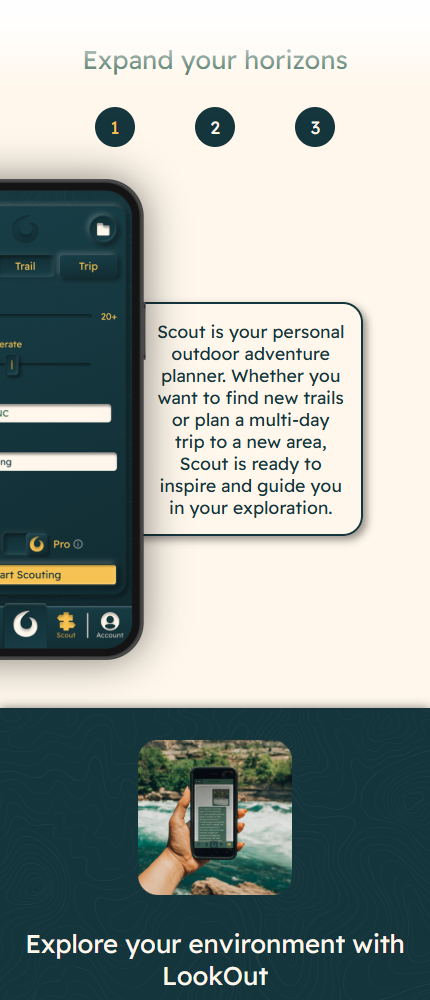 Expand your horizons
1 2 3
Trail Trip
20+
erate
Scout is your personal
outdoor adventure
planner. Whether you
want to find new trails
or plan a multi-day
trip to a new area,
Scout is ready to
inspire and guide you
in your exploration.
NC
ng
Pro
art Scouting
Scout Account
Explore your environment with
LookOut